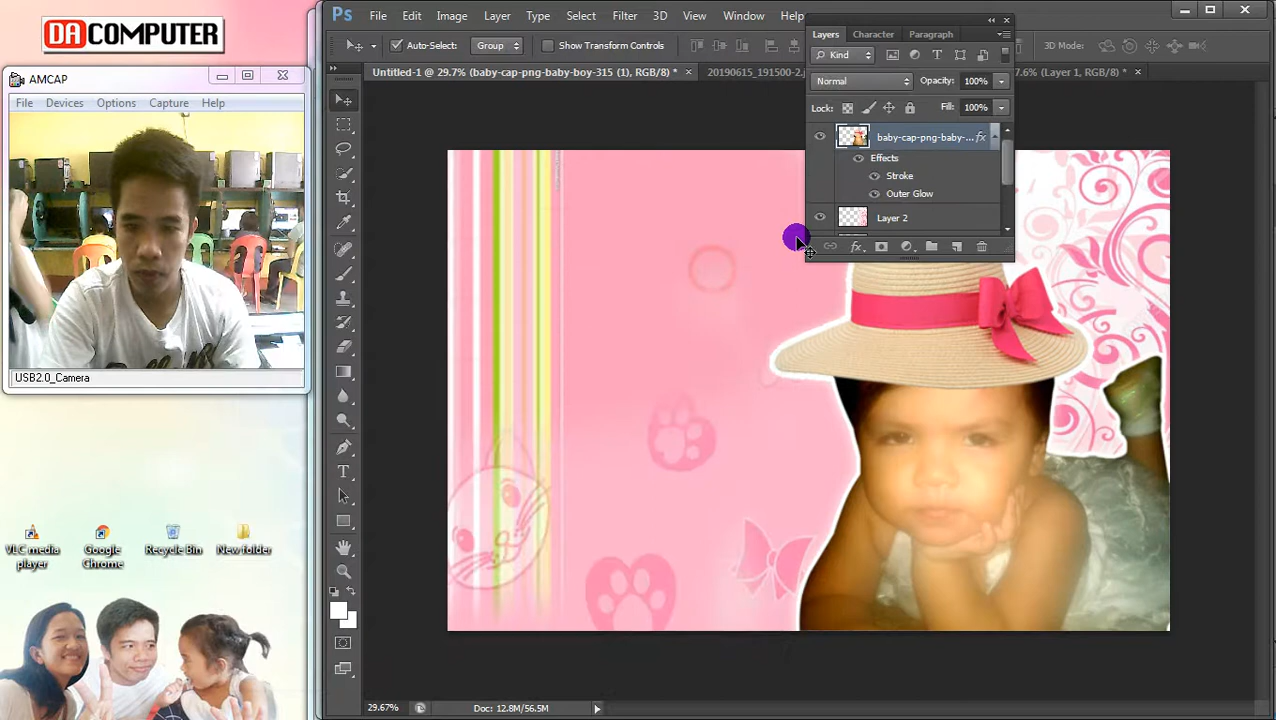 DACOMPUTER
AMCAP
File Devices Options Capture Help
USB2.0_Camera
VLC media player
Google Chrome
Recycle Bin
New folder
Ps File Edit Image Layer Type Select Filter 3D View Window Help
Auto-Select: Group Show Transform Controls 3D Mode:
Untitled-1 @ 29.7% (baby-cap-png-baby-boy-315 (1), RGB/8) * × 20190615_191500-2.j 7.6% (Layer 1, RGB/8) * ×
Layers Character Paragraph
Kind
Normal Opacity: 100%
Lock: Fill: 100%
baby-cap-png-baby-... fx
Effects
Stroke
Outer Glow
Layer 2
fx
29.67% Doc: 12.8M/56.5M